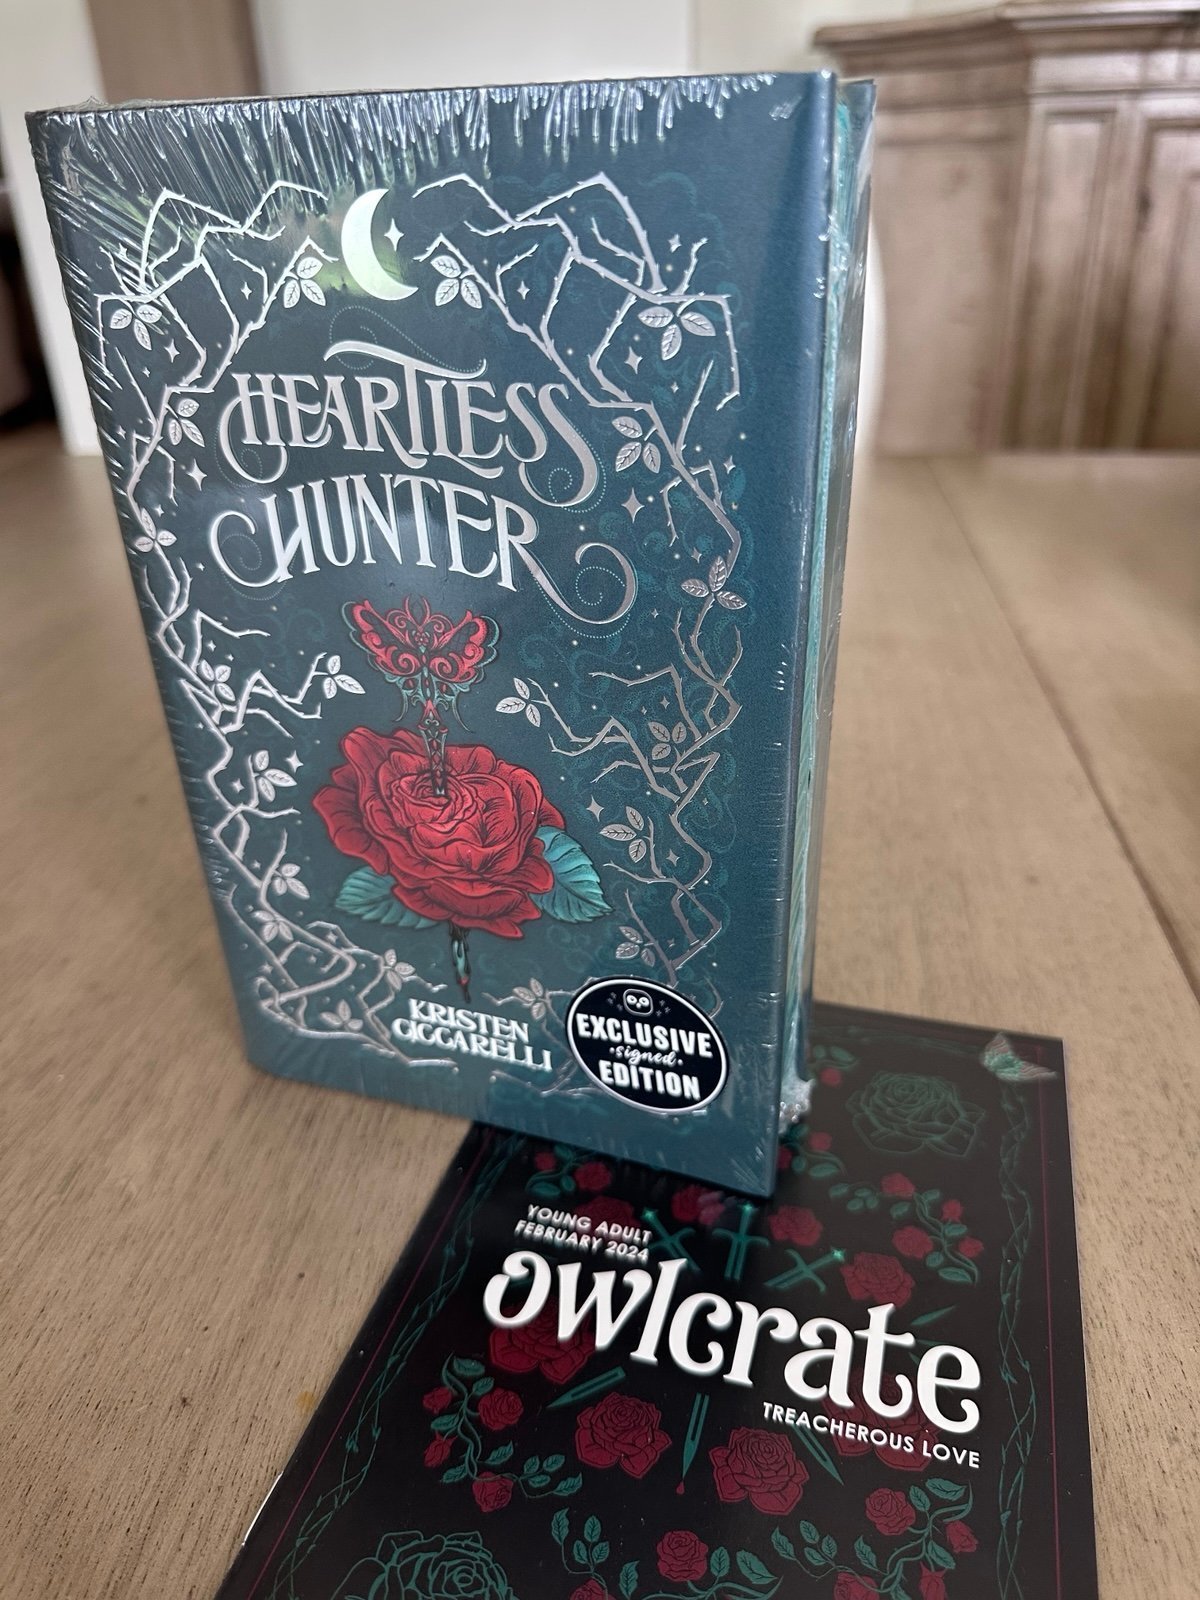 HEARTLESS
HUNTER
KRISTEN
CICCARELLI
EXCLUSIVE
signed
EDITION
YOUNG ADULT
FEBRUARY 2024
owlcrate
TREACHEROUS LOVE